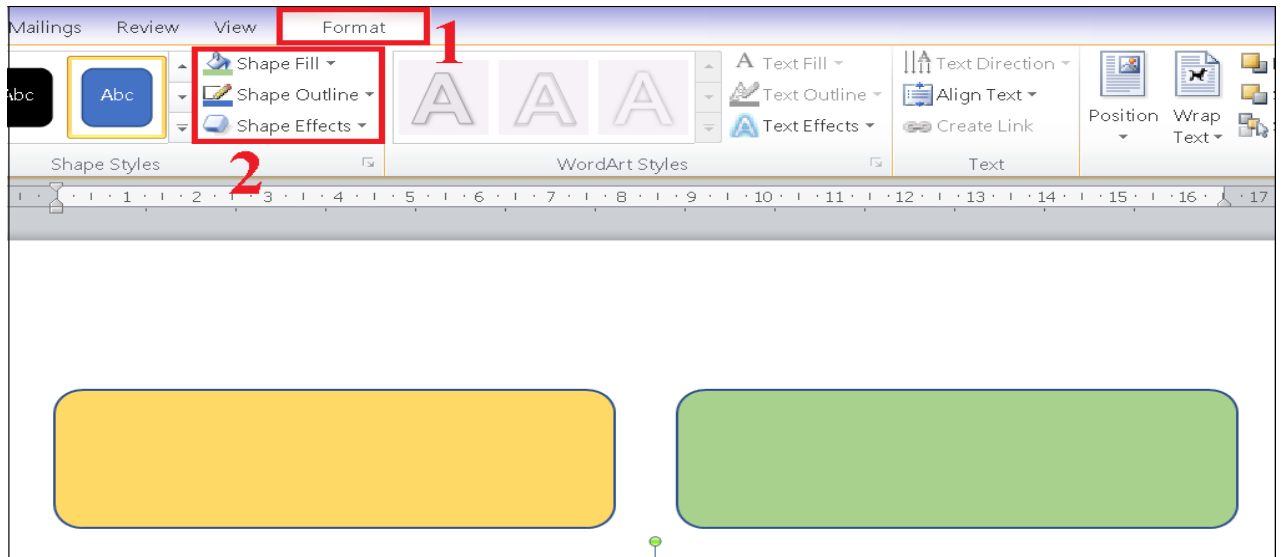 Mailings Review View Format 1
Abc Abc Shape Fill A A A A Text Fill Text Direction
Shape Outline Text Outline Align Text Position Wrap
Shape Effects A Text Effects Create Link Text
Shape Styles 2 WordArt Styles Text
1 2 3 4 5 6 7 8 9 10 11 12 13 14 15 16 17